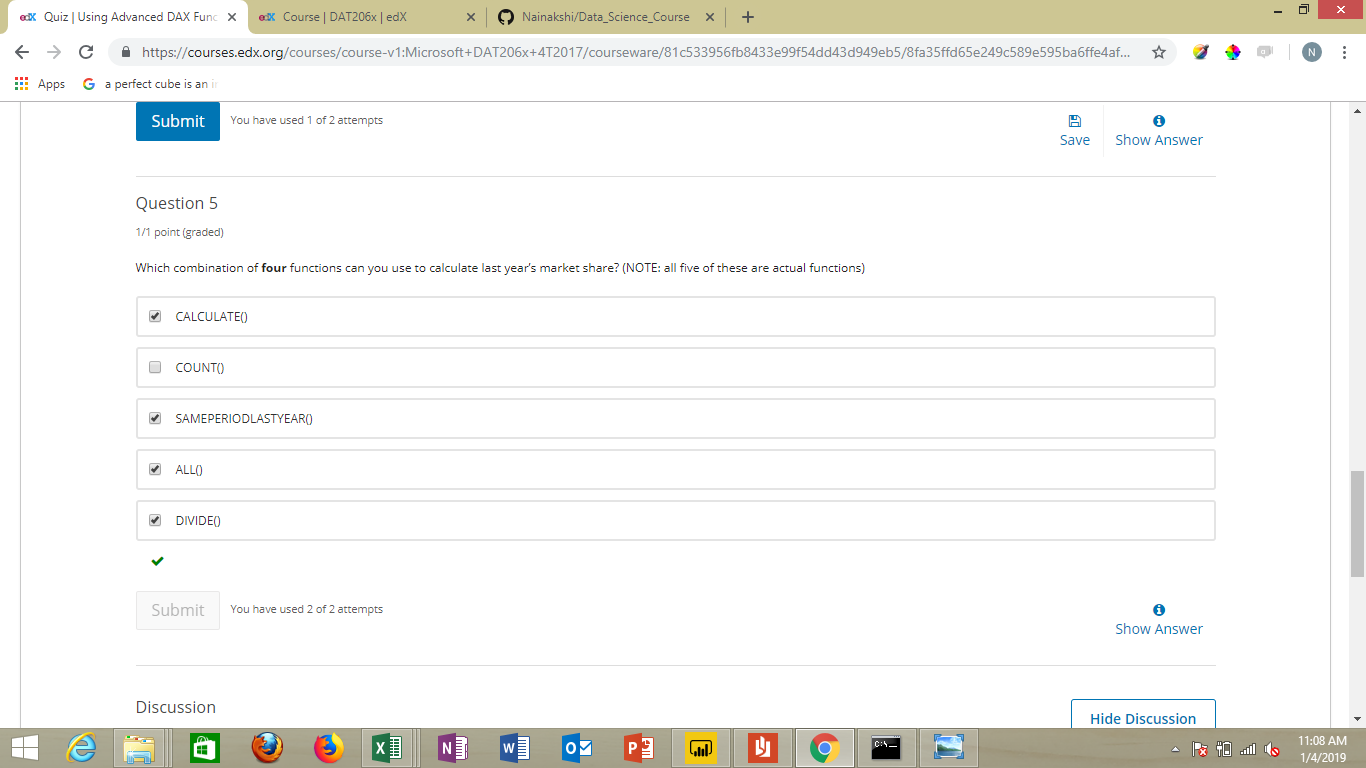 edX Quiz | Using Advanced DAX Func
edX Course | DAT206x | edX
Nainakshi/Data_Science_Course
https://courses.edx.org/courses/course-v1:Microsoft+DAT206x+4T2017/courseware/81c533956fb8433e99f54dd43d949eb5/8fa35ffd65e249c589e595ba6ffe4af...
N
Apps
G a perfect cube is an i
Submit
You have used 1 of 2 attempts
Save
Show Answer
Question 5
1/1 point (graded)
Which combination of four functions can you use to calculate last year’s market share? (NOTE: all five of these are actual functions)
CALCULATE()
COUNT()
SAMEPERIODLASTYEAR()
ALL()
DIVIDE()
Submit
You have used 2 of 2 attempts
Show Answer
Discussion
Hide Discussion
11:08 AM
1/4/2019